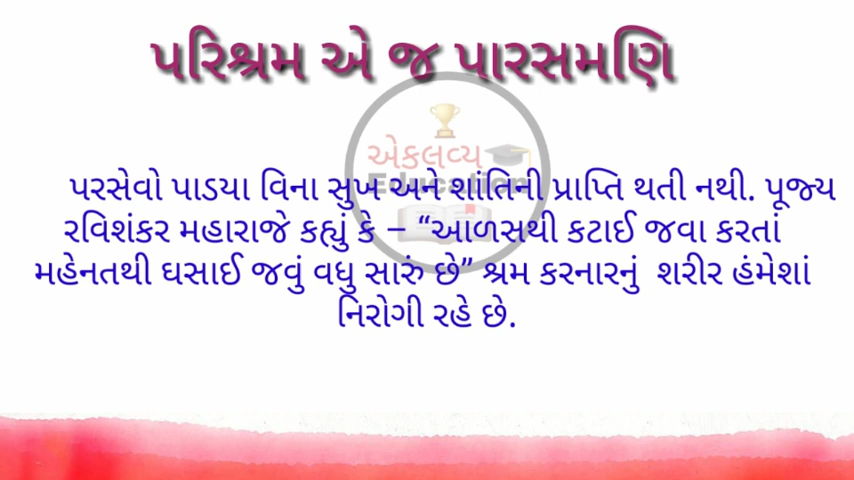 પરિશ્રમ એ જ પારસમણિ
એકલવ્ય
Education
પરસેવો પાડયા વિના સુખ અને શાંતિની પ્રાપ્તિ થતી નથી. પૂજ્ય
રવિશંકર મહારાજે કહ્યું કે – “આળસથી કટાઈ જવા કરતાં
મહેનતથી ઘસાઈ જવું વધુ સારું છે” શ્રમ કરનારનું શરીર હંમેશાં
નિરોગી રહે છે.